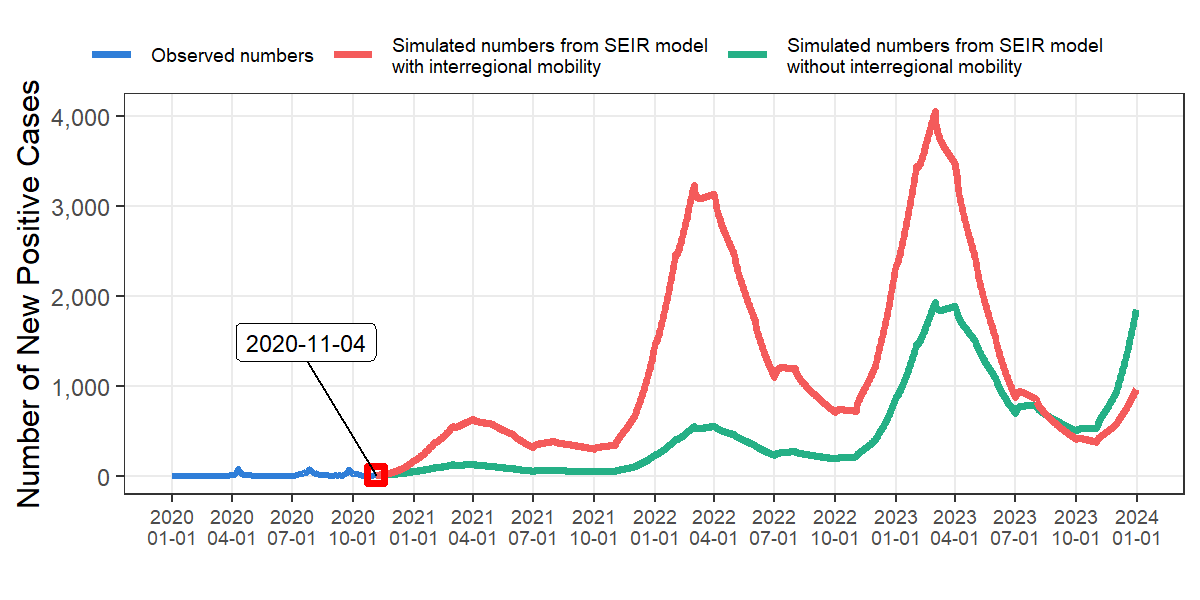 Observed numbers
Simulated numbers from SEIR model
with interregional mobility
Simulated numbers from SEIR model
without interregional mobility
Number of New Positive Cases
4,000
3,000
2,000
1,000
0
2020-11-04
2020 2020 2020 2020 2021 2021 2021 2021 2022 2022 2022 2022 2023 2023 2023 2023 2024
01-01 04-01 07-01 10-01 01-01 04-01 07-01 10-01 01-01 04-01 07-01 10-01 01-01 04-01 07-01 10-01 01-01